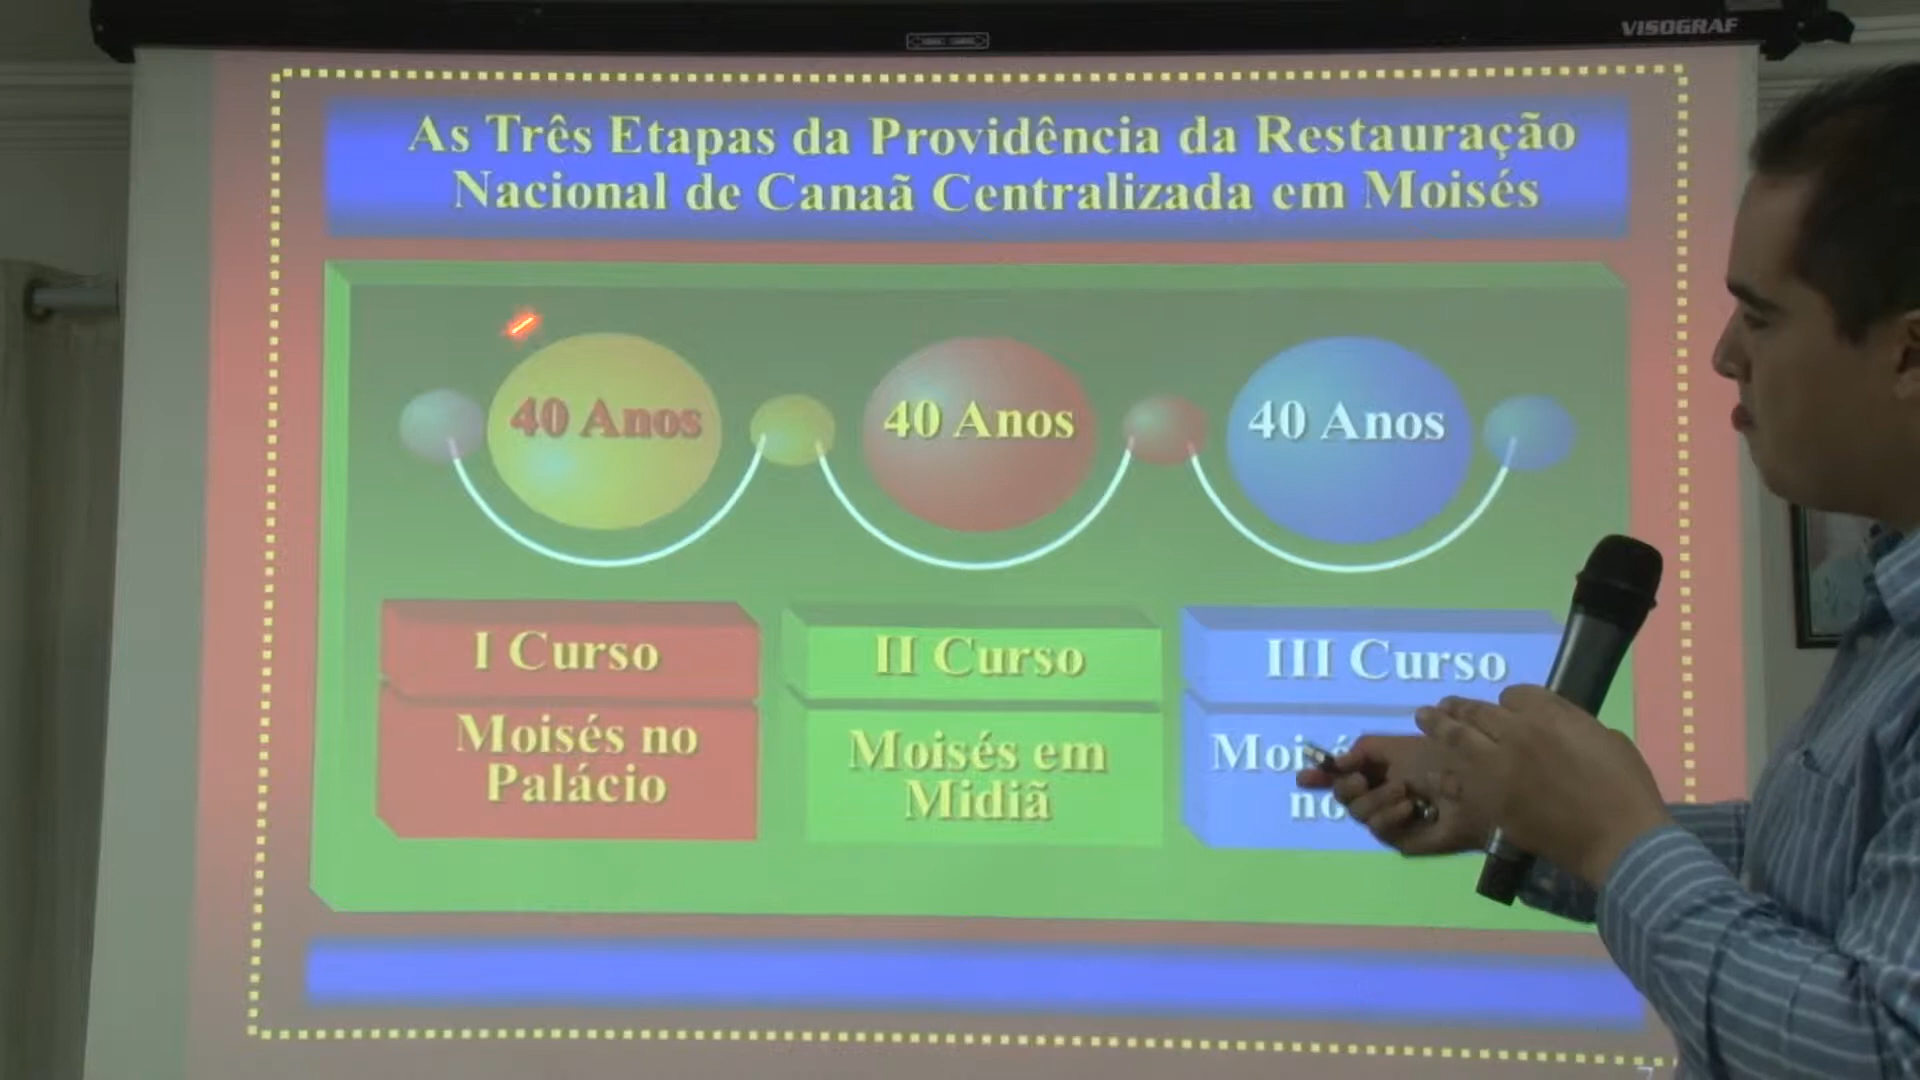 VISOGRAF
As Três Etapas da Providência da Restauração
Nacional de Canaã Centralizada em Moisés
40 Anos
40 Anos
40 Anos
I Curso
II Curso
III Curso
Moisés no
Palácio
Moisés em
Midiã